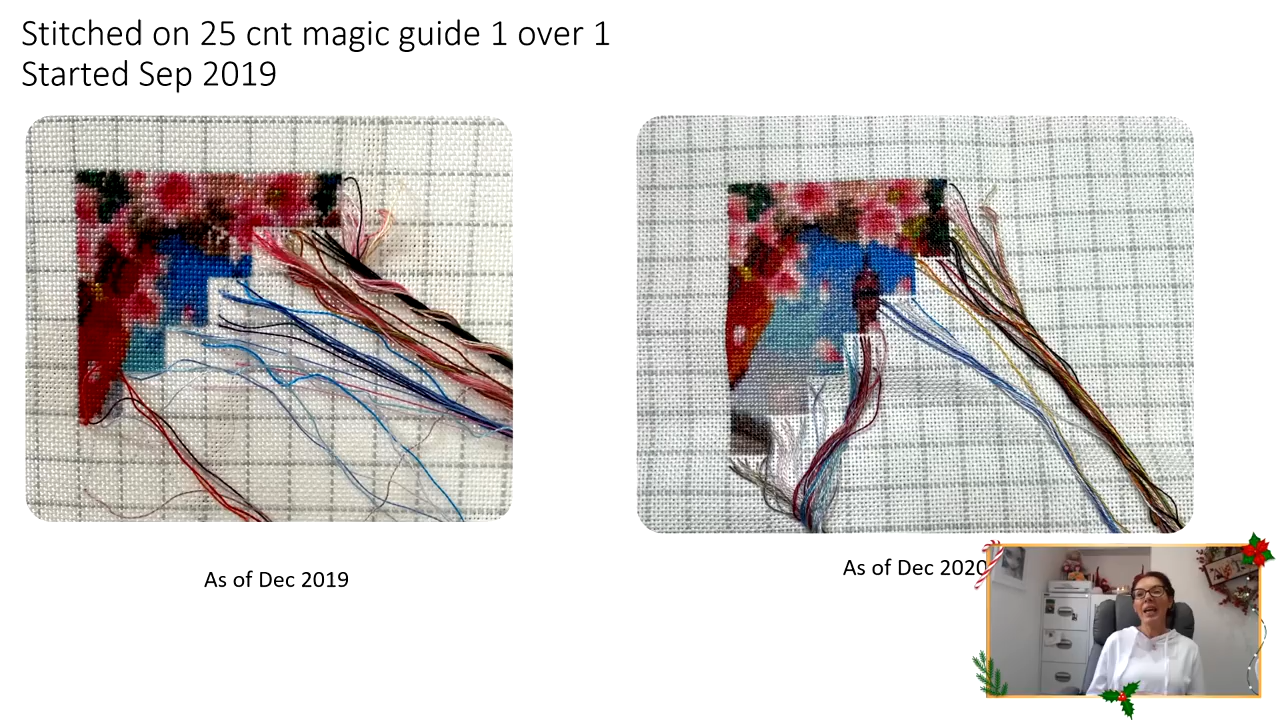 Stitched on 25 cnt magic guide 1 over 1
Started Sep 2019
As of Dec 2019
As of Dec 2020